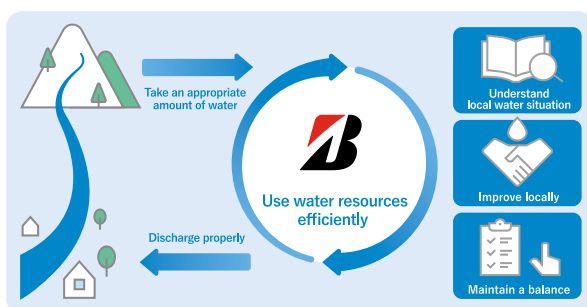 Take an appropriate
amount of water
Use water resources
efficiently
Discharge properly
Understand
local water situation
Improve locally
Maintain a balance